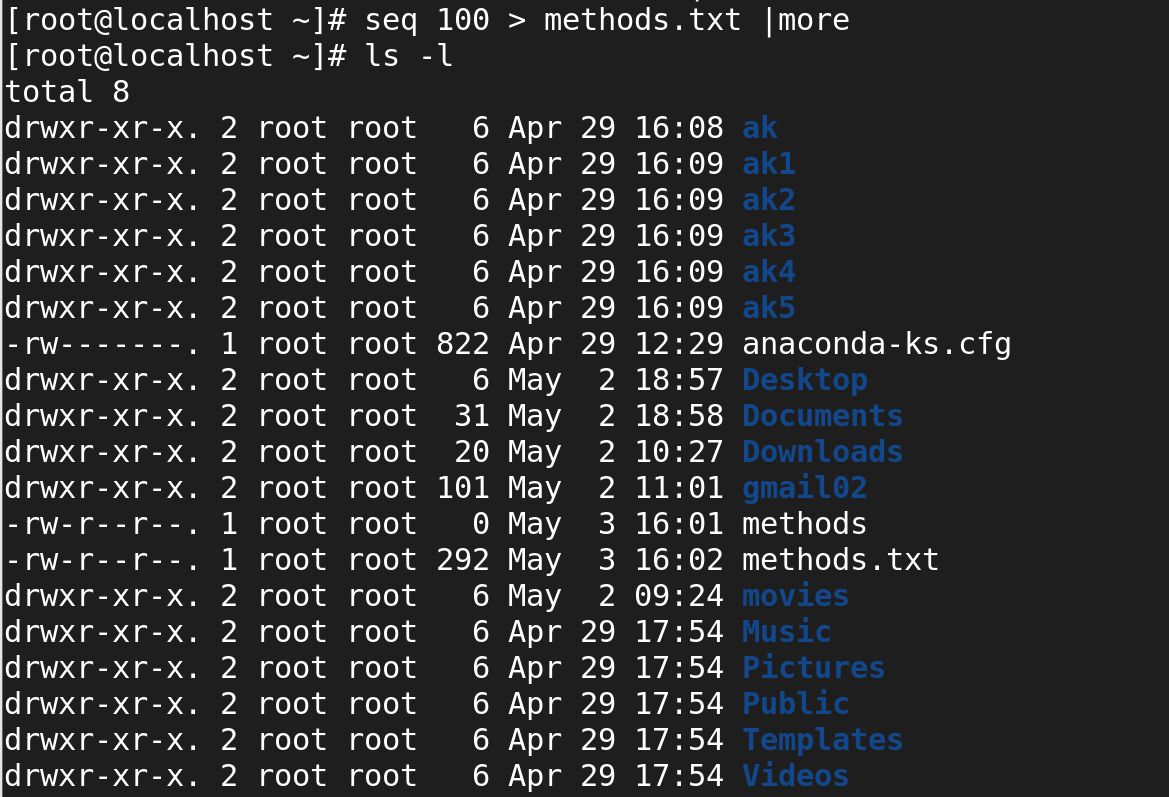 [root@localhost ~]# seq 100 > methods.txt |more
[root@localhost ~]# ls -l
total 8
drwxr-xr-x. 2 root root   6 Apr 29 16:08 ak
drwxr-xr-x. 2 root root   6 Apr 29 16:09 ak1
drwxr-xr-x. 2 root root   6 Apr 29 16:09 ak2
drwxr-xr-x. 2 root root   6 Apr 29 16:09 ak3
drwxr-xr-x. 2 root root   6 Apr 29 16:09 ak4
drwxr-xr-x. 2 root root   6 Apr 29 16:09 ak5
-rw-------. 1 root root 822 Apr 29 12:29 anaconda-ks.cfg
drwxr-xr-x. 2 root root   6 May  2 18:57 Desktop
drwxr-xr-x. 2 root root  31 May  2 18:58 Documents
drwxr-xr-x. 2 root root  20 May  2 10:27 Downloads
drwxr-xr-x. 2 root root 101 May  2 11:01 gmail02
-rw-r--r--. 1 root root   0 May  3 16:01 methods
-rw-r--r--. 1 root root 292 May  3 16:02 methods.txt
drwxr-xr-x. 2 root root   6 May  2 09:24 movies
drwxr-xr-x. 2 root root   6 Apr 29 17:54 Music
drwxr-xr-x. 2 root root   6 Apr 29 17:54 Pictures
drwxr-xr-x. 2 root root   6 Apr 29 17:54 Public
drwxr-xr-x. 2 root root   6 Apr 29 17:54 Templates
drwxr-xr-x. 2 root root   6 Apr 29 17:54 Videos